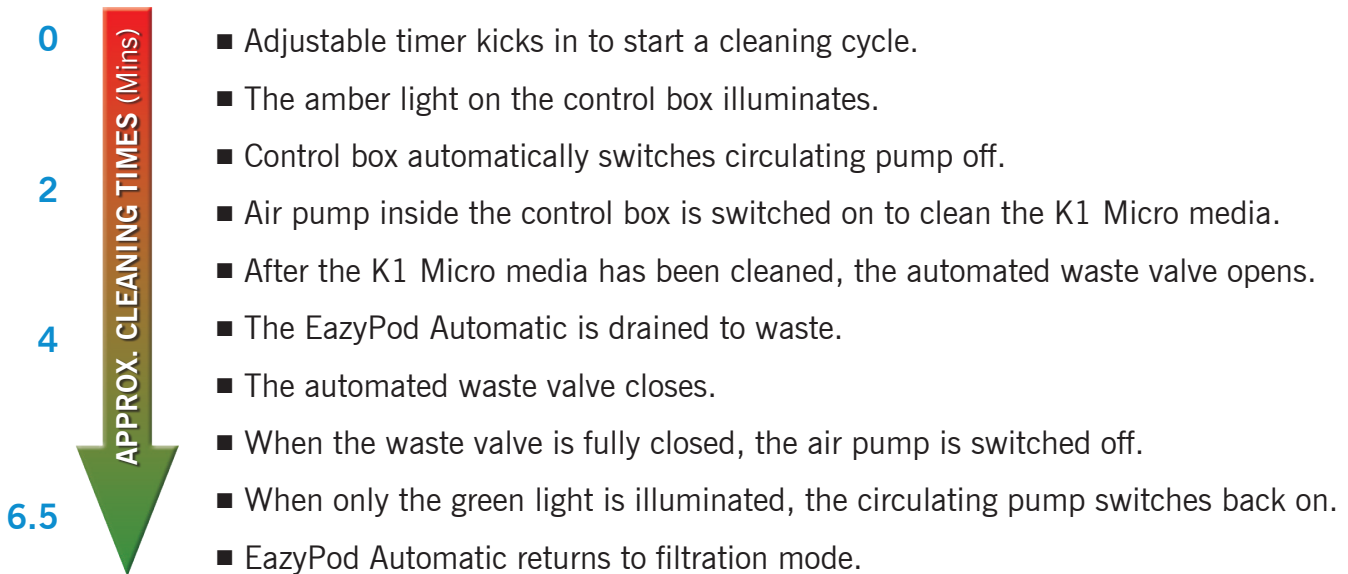 0
APPROX. CLEANING TIMES (Mins)
■ Adjustable timer kicks in to start a cleaning cycle.
■ The amber light on the control box illuminates.
■ Control box automatically switches circulating pump off.
2
■ Air pump inside the control box is switched on to clean the K1 Micro media.
■ After the K1 Micro media has been cleaned, the automated waste valve opens.
4
■ The EazyPod Automatic is drained to waste.
■ The automated waste valve closes.
■ When the waste valve is fully closed, the air pump is switched off.
6.5
■ When only the green light is illuminated, the circulating pump switches back on.
■ EazyPod Automatic returns to filtration mode.